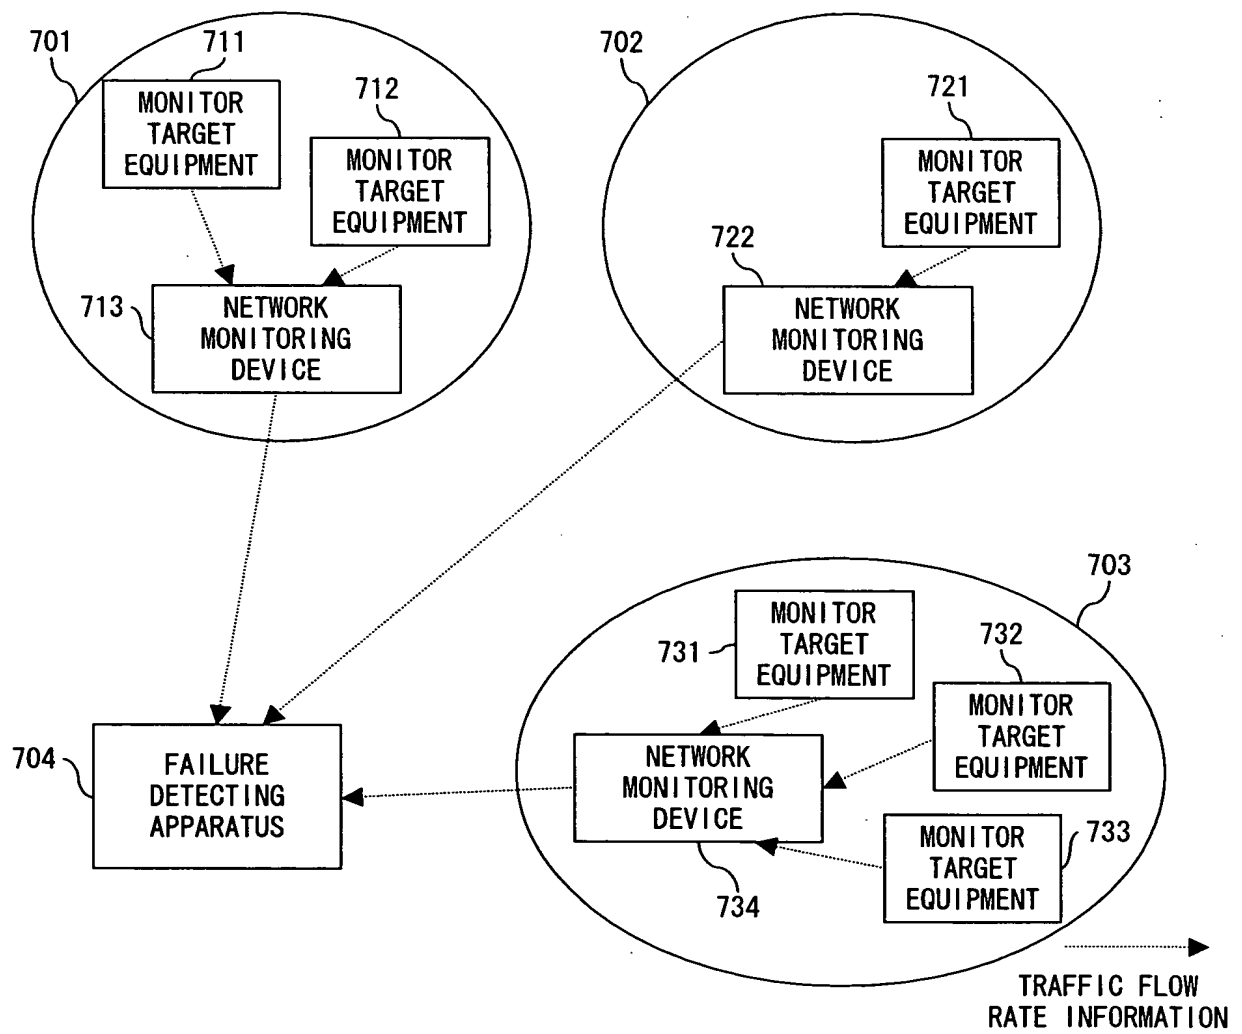 701
711
MONITOR
TARGET
EQUIPMENT
712
MONITOR
TARGET
EQUIPMENT
713
NETWORK
MONITORING
DEVICE
702
721
MONITOR
TARGET
EQUIPMENT
722
NETWORK
MONITORING
DEVICE
703
731
MONITOR
TARGET
EQUIPMENT
732
MONITOR
TARGET
EQUIPMENT
733
MONITOR
TARGET
EQUIPMENT
NETWORK
MONITORING
DEVICE
734
704
FAILURE
DETECTING
APPARATUS
TRAFFIC FLOW
RATE INFORMATION